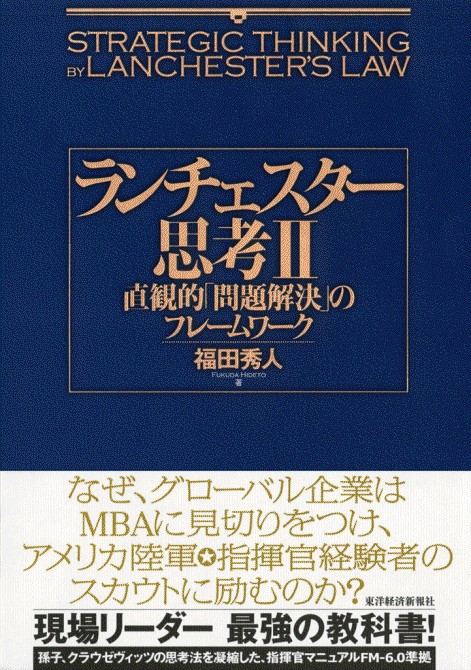 STRATEGIC THINKING
BY LANCHESTER'S LAW
ランチェスター
思考II
直観的「問題解決」の
フレームワーク
福田秀人
FUKUDA HIDETO
著
なぜ、グローバル企業は
MBAに見切りをつけ、
アメリカ陸軍✪指揮官経験者の
スカウトに励むのか?
東洋経済新報社
現場リーダー 最強の教科書!
孫子、クラウゼヴィッツの思考法を凝縮した、指揮官マニュアルFM-6.0準拠